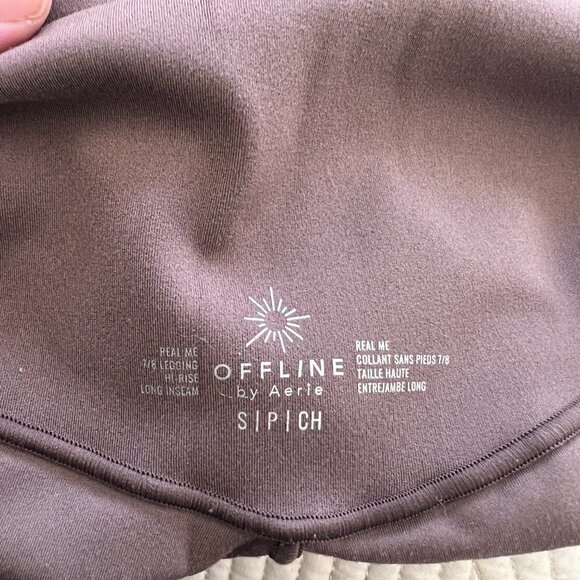 REAL ME
7/8 LEGGING
HI-RISE
LONG INSEAM
OFFLINE
by Aerie
S|P|CH
REAL ME
COLLANT SANS PIEDS 7/8
TAILLE HAUTE
ENTREJAMBE LONG